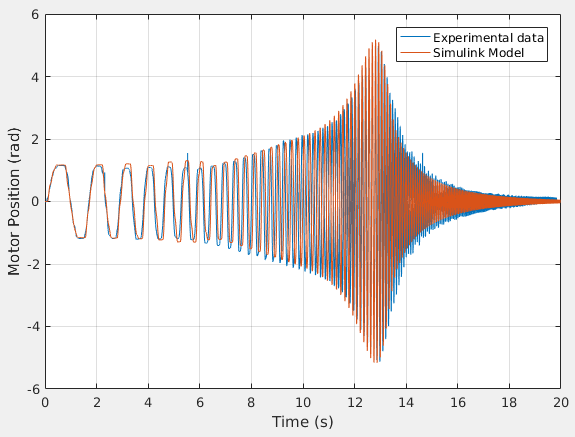 Experimental data
Simulink Model
Motor Position (rad)
6
4
2
0
-2
-4
-6
0 2 4 6 8 10 12 14 16 18 20
Time (s)